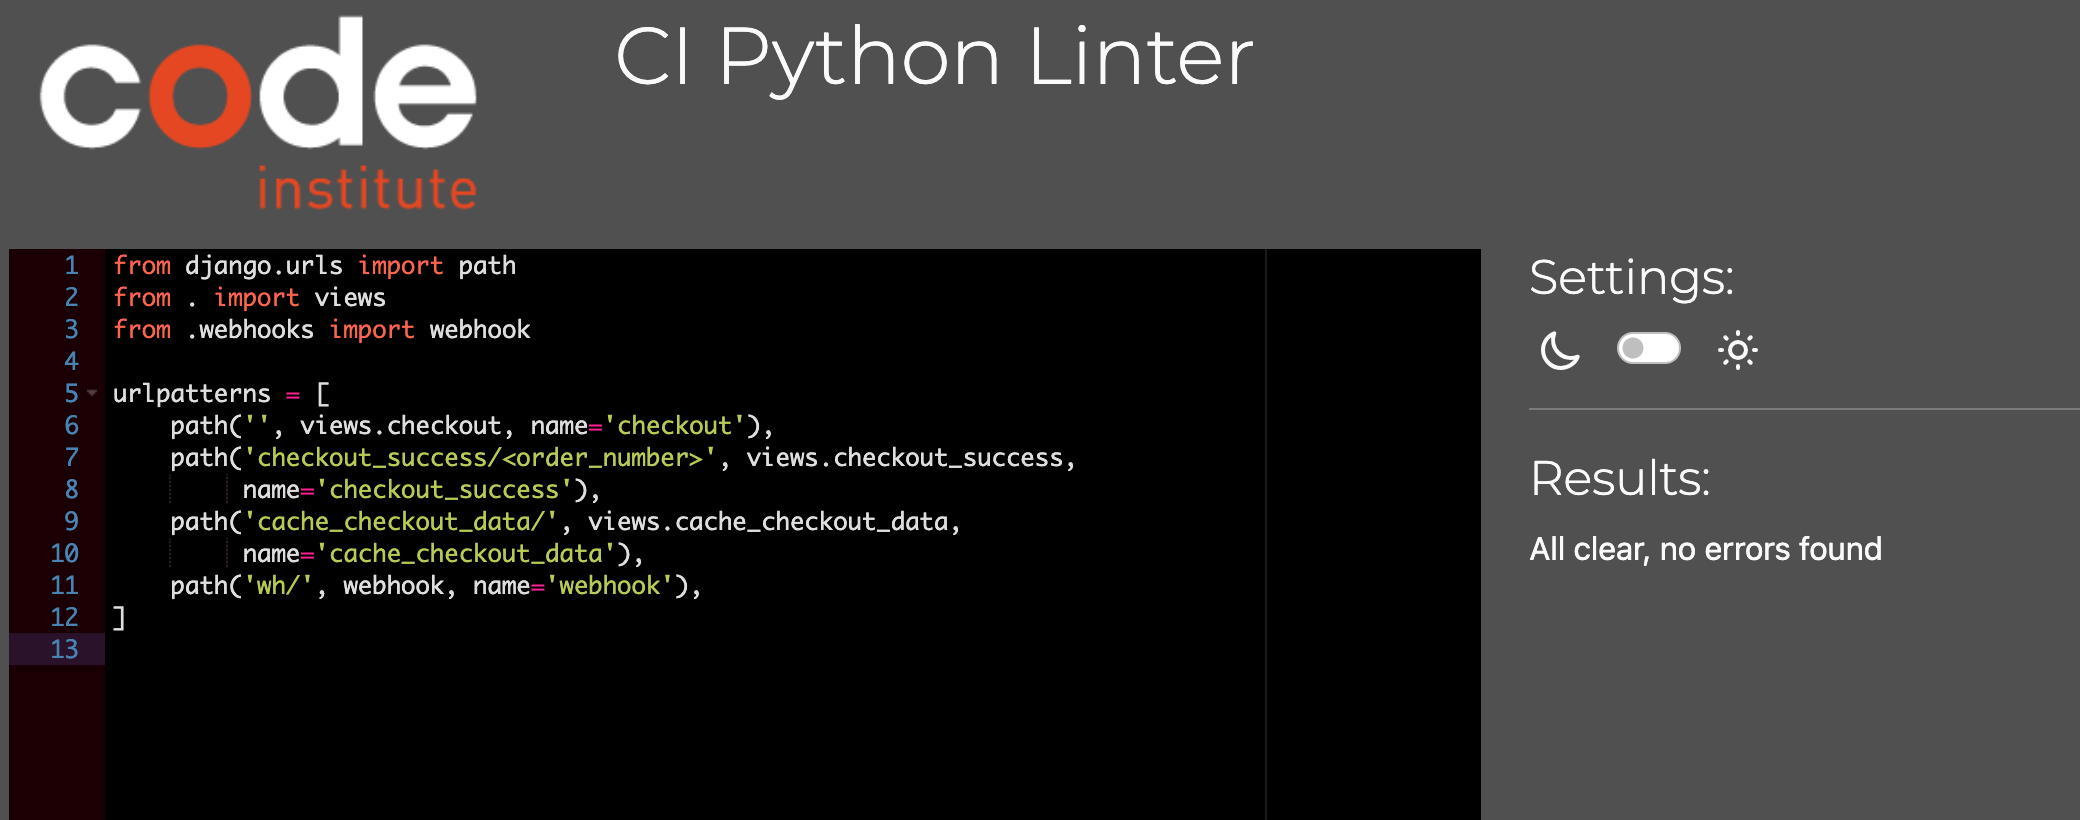 code
institute
CI Python Linter
1 from django.urls import path
2 from . import views
3 from .webhooks import webhook
4
5 urlpatterns = [
6     path('', views.checkout, name='checkout'),
7     path('checkout_success/<order_number>', views.checkout_success,
8          name='checkout_success'),
9     path('cache_checkout_data/', views.cache_checkout_data,
10          name='cache_checkout_data'),
11     path('wh/', webhook, name='webhook'),
12 ]
13
Settings:
Results:
All clear, no errors found